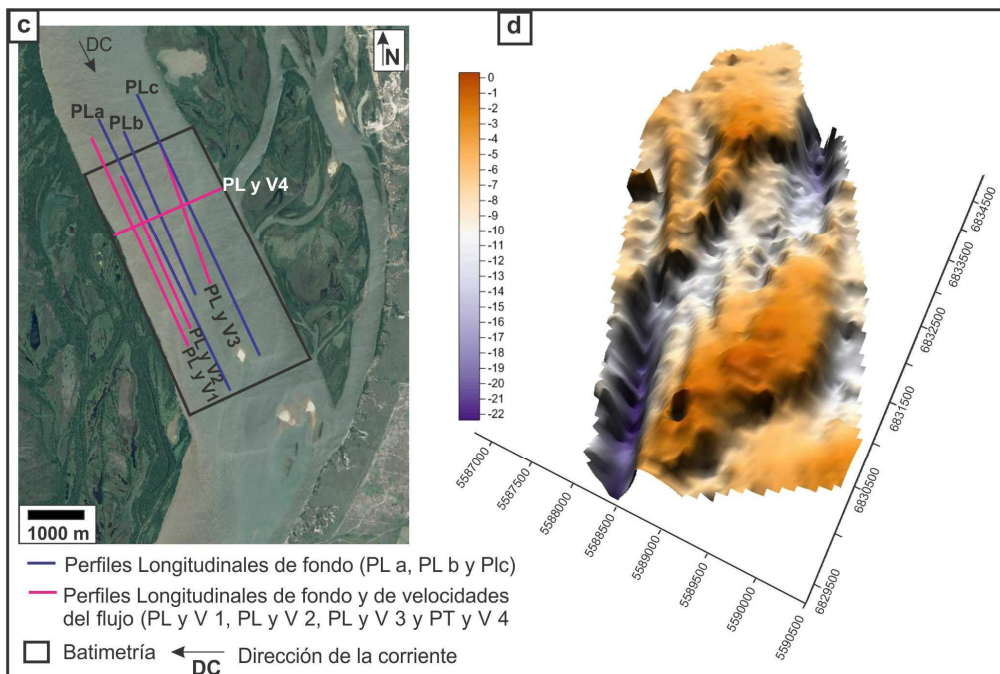 c
DC
N
PLc
PLa
PLb
PL y V4
PL y V3
PL y V2
PL y V1
1000 m
Perfiles Longitudinales de fondo (PL a, PL b y Plc)
Perfiles Longitudinales de fondo y de velocidades
del flujo (PL y V 1, PL y V 2, PL y V 3 y PT y V 4
Batimetría
DC
Dirección de la corriente
d
0
-1
-2
-3
-4
-5
-6
-7
-8
-9
-10
-11
-12
-13
-14
-15
-16
-17
-18
-19
-20
-21
-22
5587000
5587500
5588000
5588500
5589000
5589500
5590000
5590500
6829500
6830500
6831500
6832500
6833500
6834500